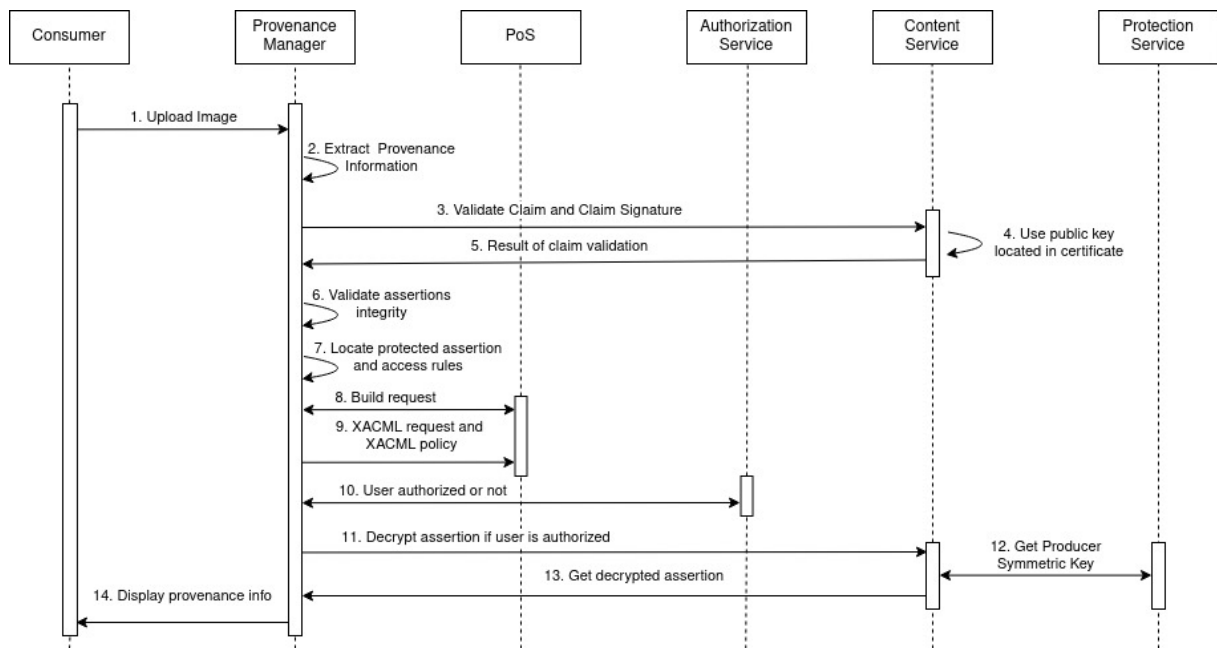 Consumer
Provenance
Manager
PoS
Authorization
Service
Content
Service
Protection
Service
1. Upload Image
2. Extract Provenance
Information
3. Validate Claim and Claim Signature
4. Use public key
located in certificate
5. Result of claim validation
6. Validate assertions
integrity
7. Locate protected assertion
and access rules
8. Build request
9. XACML request and
XACML policy
10. User authorized or not
11. Decrypt assertion if user is authorized
12. Get Producer
Symmetric Key
13. Get decrypted assertion
14. Display provenance info